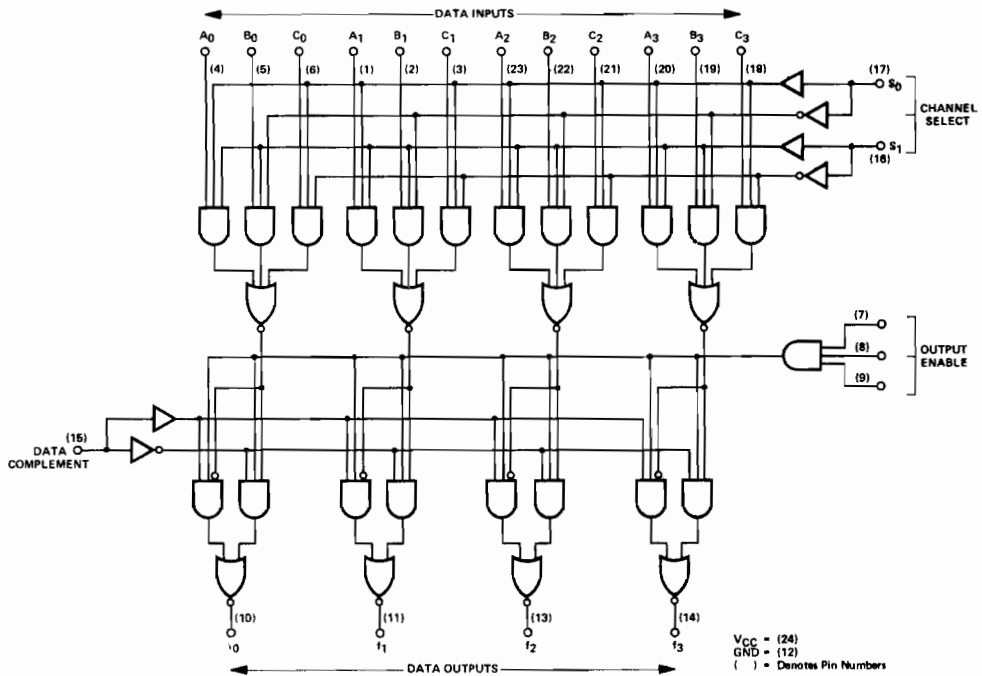 DATA INPUTS
A0 B0 C0 A1 B1 C1 A2 B2 C2 A3 B3 C3
(4) (5) (6) (1) (2) (3) (23) (22) (21) (20) (19) (18)
(17)
S0
CHANNEL
SELECT
S1
(16)
(7)
(8)
(9)
OUTPUT
ENABLE
(15)
DATA
COMPLEMENT
(10) (11) (13) (14)
0 f1 f2 f3
DATA OUTPUTS
VCC = (24)
GND = (12)
( ) = Denotes Pin Numbers